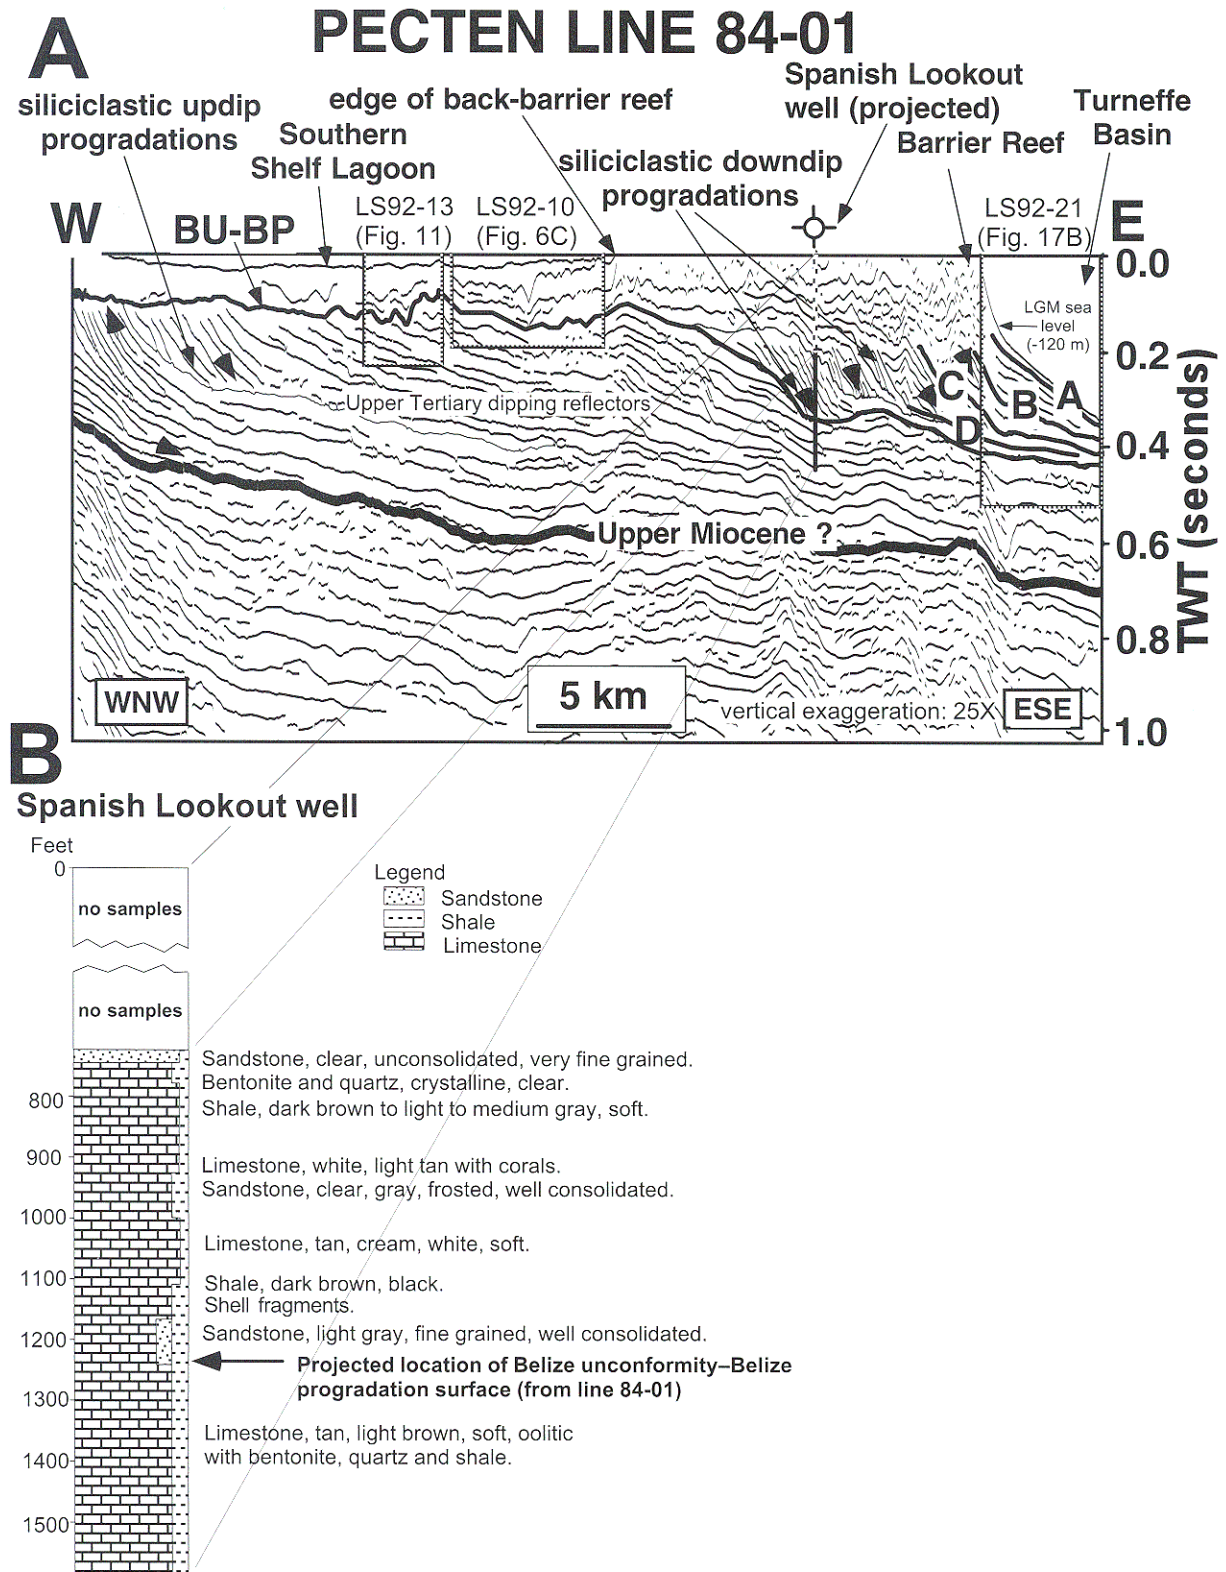 A
PECTEN LINE 84-01
Spanish Lookout
well (projected)
siliciclastic updip
progradations
edge of back-barrier reef
Turneffe
Basin
Southern
Shelf Lagoon
Barrier Reef
siliciclastic downdip
progradations
W
BU-BP
LS92-13
(Fig. 11)
LS92-10
(Fig. 6C)
LS92-21
(Fig. 17B)
E
0.0
LGM sea
level
(-120 m)
0.2
C
B
A
Upper Tertiary dipping reflectors
D
0.4
Upper Miocene ?
0.6
0.8
1.0
TWT (seconds)
WNW
5 km
vertical exaggeration: 25X
ESE
B
Spanish Lookout well
Feet
0
no samples
no samples
Legend
Sandstone
Shale
Limestone
Sandstone, clear, unconsolidated, very fine grained.
Bentonite and quartz, crystalline, clear.
800
Shale, dark brown to light to medium gray, soft.
900
Limestone, white, light tan with corals.
Sandstone, clear, gray, frosted, well consolidated.
1000
Limestone, tan, cream, white, soft.
1100
Shale, dark brown, black.
Shell fragments.
1200
Sandstone, light gray, fine grained, well consolidated.
Projected location of Belize unconformity–Belize
progradation surface (from line 84-01)
1300
Limestone, tan, light brown, soft, oolitic
with bentonite, quartz and shale.
1400
1500